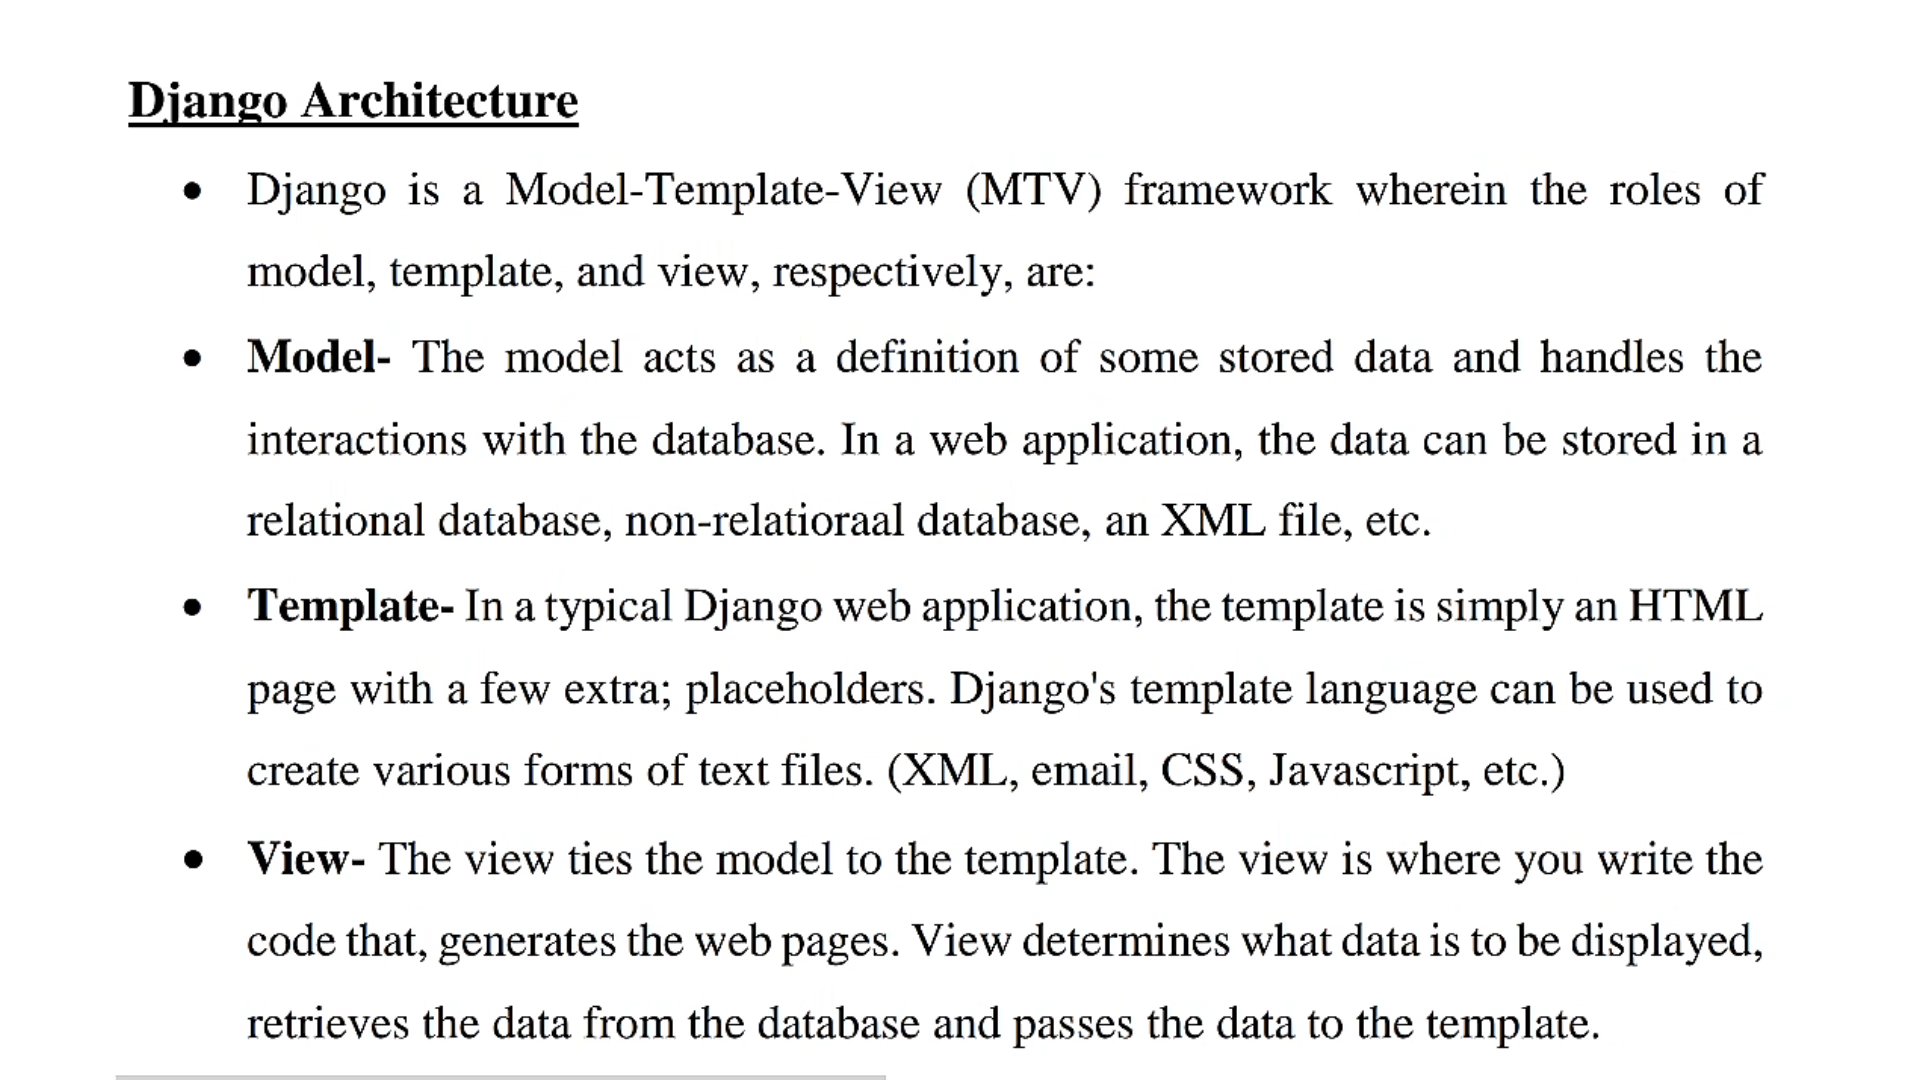 Django Architecture
• Django is a Model-Template-View (MTV) framework wherein the roles of
model, template, and view, respectively, are:
• Model- The model acts as a definition of some stored data and handles the
interactions with the database. In a web application, the data can be stored in a
relational database, non-relatioraal database, an XML file, etc.
• Template- In a typical Django web application, the template is simply an HTML
page with a few extra; placeholders. Django's template language can be used to
create various forms of text files. (XML, email, CSS, Javascript, etc.)
• View- The view ties the model to the template. The view is where you write the
code that, generates the web pages. View determines what data is to be displayed,
retrieves the data from the database and passes the data to the template.